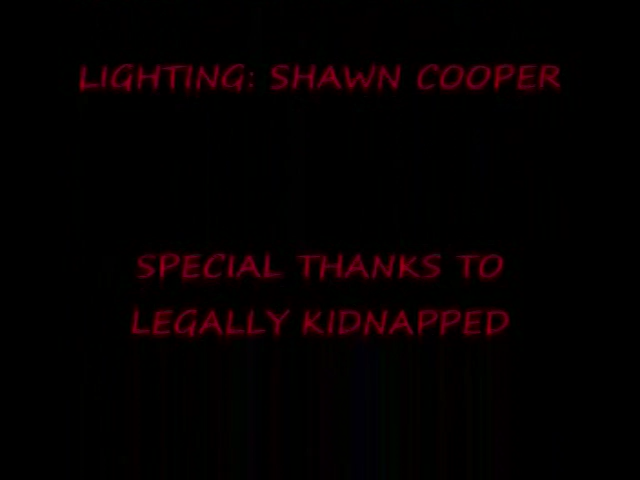 LIGHTING: SHAWN COOPER
SPECIAL THANKS TO
LEGALLY KIDNAPPED